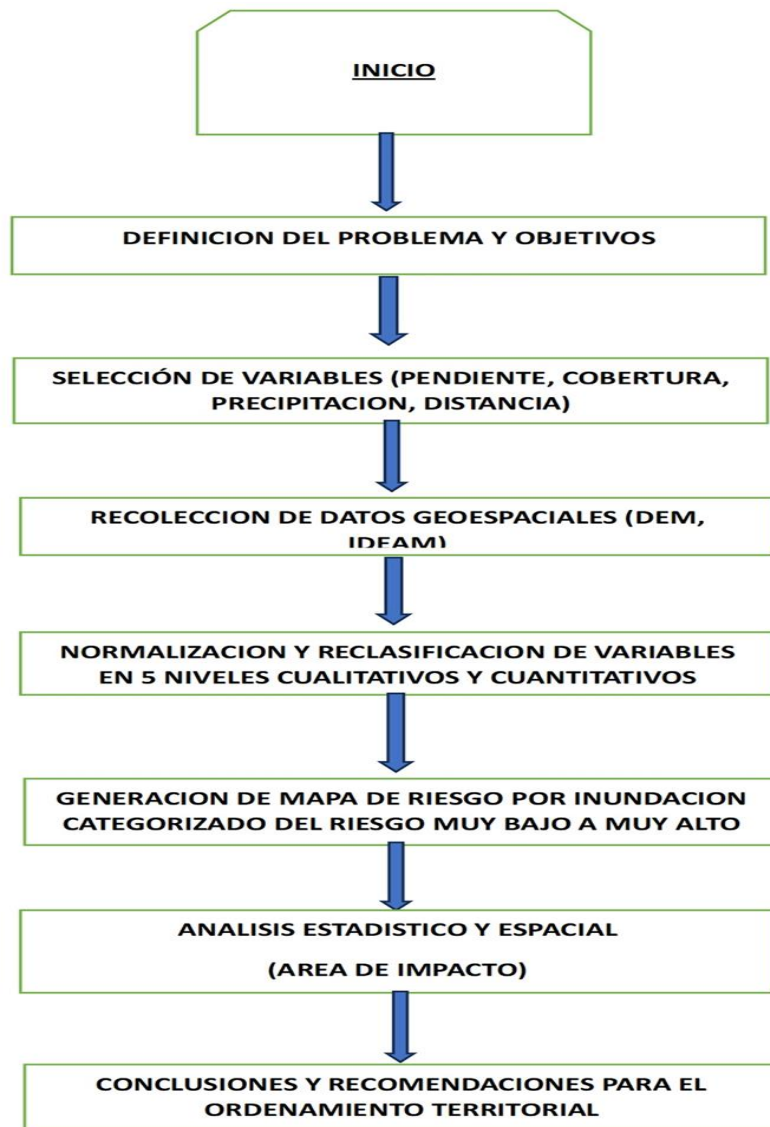 INICIO
DEFINICION DEL PROBLEMA Y OBJETIVOS
SELECCIÓN DE VARIABLES (PENDIENTE, COBERTURA,
PRECIPITACION, DISTANCIA)
RECOLECCION DE DATOS GEOESPACIALES (DEM,
IDEAM)
NORMALIZACION Y RECLASIFICACION DE VARIABLES
EN 5 NIVELES CUALITATIVOS Y CUANTITATIVOS
GENERACION DE MAPA DE RIESGO POR INUNDACION
CATEGORIZADO DEL RIESGO MUY BAJO A MUY ALTO
ANALISIS ESTADISTICO Y ESPACIAL
(AREA DE IMPACTO)
CONCLUSIONES Y RECOMENDACIONES PARA EL
ORDENAMIENTO TERRITORIAL